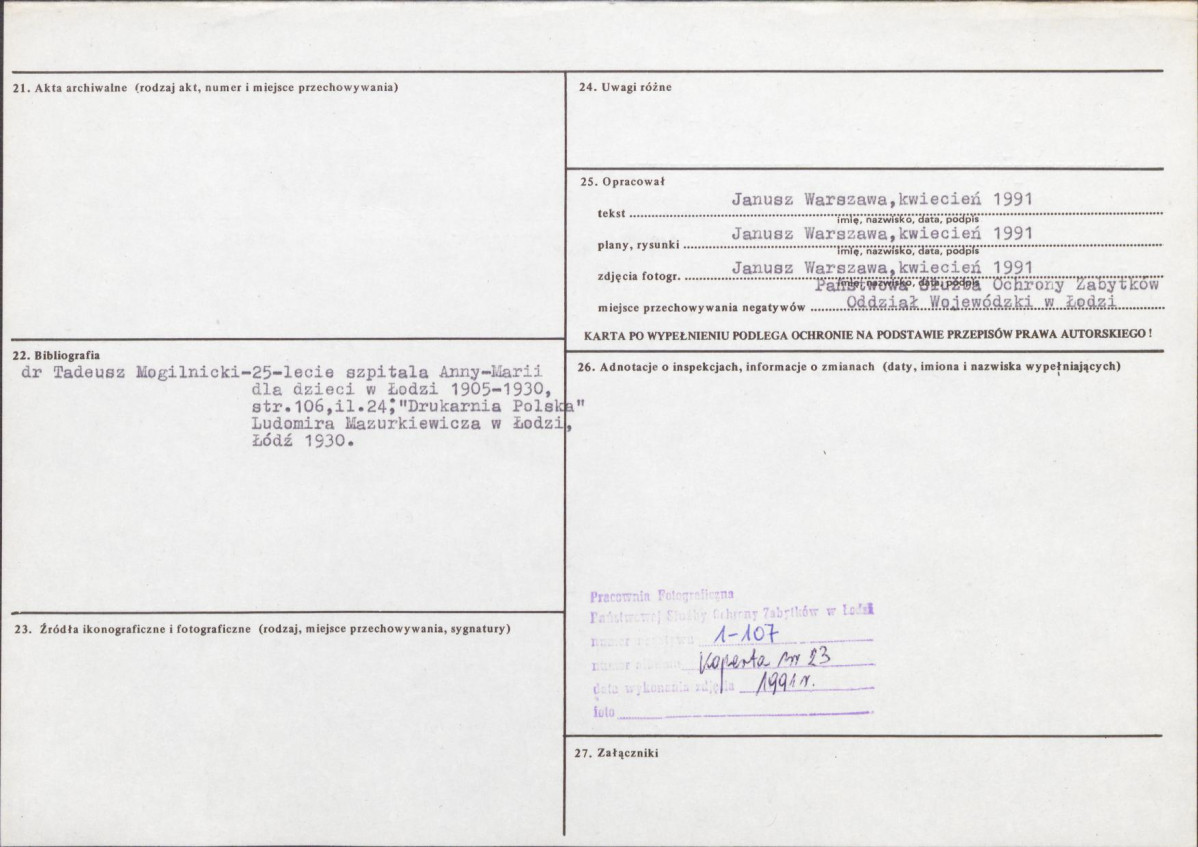 21. Akta archiwalne (rodzaj akt, numer i miejsce przechowywania)
22. Bibliografia
dr Tadeusz Mogilnicki-25-lecie szpitala Anny-Marii
dla dzieci w Łodzi 1905-1930,
str.106,il.24;"Drukarnia Polska"
Ludomira Mazurkiewicza w Łodzi,
Łódź 1930.
23. Źródła ikonograficzne i fotograficzne (rodzaj, miejsce przechowywania, sygnatury)
24. Uwagi różne
25. Opracował
Janusz Warszawa,kwiecień 1991
tekst
imię, nazwisko, data, podpis
Janusz Warszawa,kwiecień 1991
plany, rysunki
imię, nazwisko, data, podpis
Janusz Warszawa,kwiecień 1991
zdjęcia fotogr.
imię, nazwisko, data, podpis
Państwowa Służba Ochrony Zabytków
miejsce przechowywania negatywów Oddział Wojewódzki w Łodzi
KARTA PO WYPEŁNIENIU PODLEGA OCHRONIE NA PODSTAWIE PRZEPISÓW PRAWA AUTORSKIEGO !
26. Adnotacje o inspekcjach, informacje o zmianach (daty, imiona i nazwiska wypełniających)
Pracownia Fotograficzna
Państwowej Służby Ochrony Zabytków w Łodzi
numer 1-107
numer Koperta nr 23
data wykonania zdjęcia 1991 r.
foto
27. Załączniki